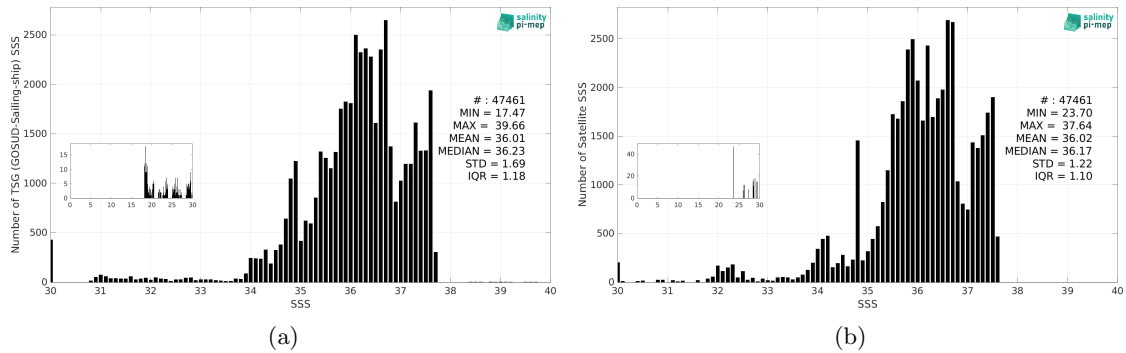 salinity
pi-mep
Number of TSG (GOSUD-Sailing-ship) SSS
2500
2000
1500
1000
500
0
# : 47461
MIN = 17.47
MAX = 39.66
MEAN = 36.01
MEDIAN = 36.23
STD = 1.69
IQR = 1.18
15
10
5
0
0 5 10 15 20 25 30
30 31 32 33 34 35 36 37 38 39 40
SSS
(a)
salinity
pi-mep
Number of Satellite SSS
2500
2000
1500
1000
500
0
# : 47461
MIN = 23.70
MAX = 37.64
MEAN = 36.02
MEDIAN = 36.17
STD = 1.22
IQR = 1.10
40
20
0
0 5 10 15 20 25 30
30 31 32 33 34 35 36 37 38 39 40
SSS
(b)